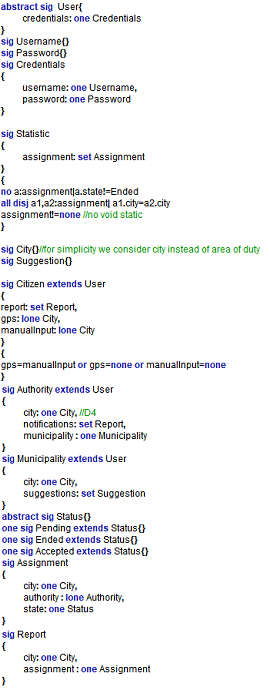 abstract sig User{
credentials: one Credentials
}
sig Username{}
sig Password{}
sig Credentials
{
username: one Username,
password: one Password
}
sig Statistic
{
assignment: set Assignment
}
{
no a:assignment|a.state!=Ended
all disj a1,a2:assignment| a1.city=a2.city
assignment!=none //no void static
}
sig City{}//for simplicity we consider city instead of area of duty
sig Suggestion{}
sig Citizen extends User
{
report: set Report,
gps: lone City,
manualInput: lone City
}
{
gps=manualInput or gps=none or manualInput=none
}
sig Authority extends User
{
city: one City, //D4
notifications: set Report,
municipality : one Municipality
}
sig Municipality extends User
{
city: one City,
suggestions: set Suggestion
}
abstract sig Status{}
one sig Pending extends Status{}
one sig Ended extends Status{}
one sig Accepted extends Status{}
sig Assignment
{
city: one City,
authority : lone Authority,
state: one Status
}
sig Report
{
city: one City,
assignment : one Assignment
}